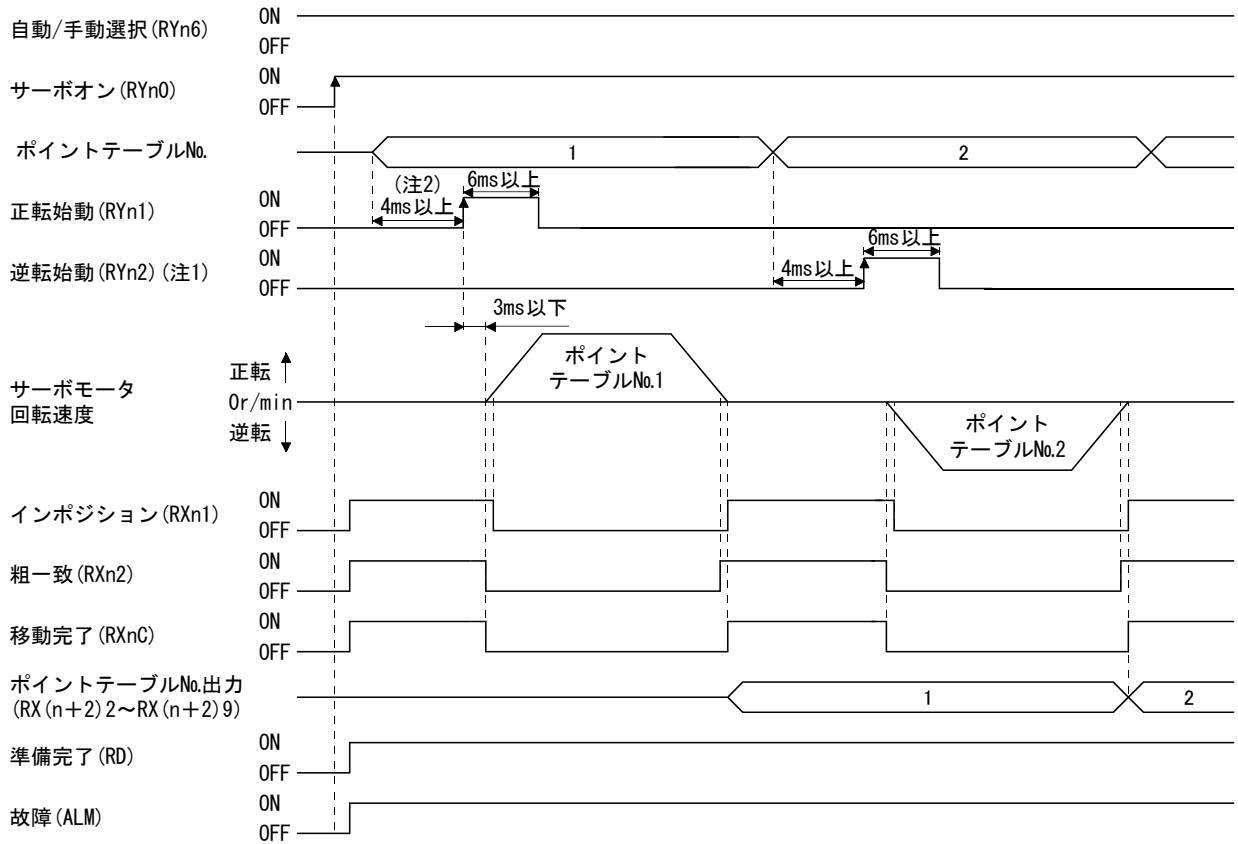 自動/手動選択(RYn6)
ON
OFF
サーボオン(RYn0)
ON
OFF
ポイントテーブル№
1
2
正転始動(RYn1)
ON
OFF
(注2)
4ms以上
6ms以上
逆転始動(RYn2)(注1)
ON
OFF
4ms以上
6ms以上
3ms以下
サーボモータ
回転速度
正転
0r/min
逆転
ポイント
テーブル№1
ポイント
テーブル№2
インポジション(RXn1)
ON
OFF
粗一致(RXn2)
ON
OFF
移動完了(RXnC)
ON
OFF
ポイントテーブル№出力
(RX(n+2)2～RX(n+2)9)
1
2
準備完了(RD)
ON
OFF
故障(ALM)
ON
OFF